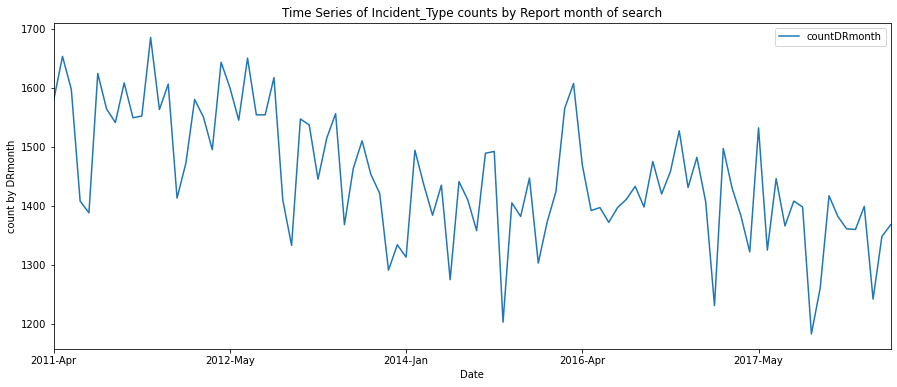 Time Series of Incident_Type counts by Report month of search
countDRmonth
count by DRmonth
1700
1600
1500
1400
1300
1200
2011-Apr
2012-May
2014-Jan
2016-Apr
2017-May
Date